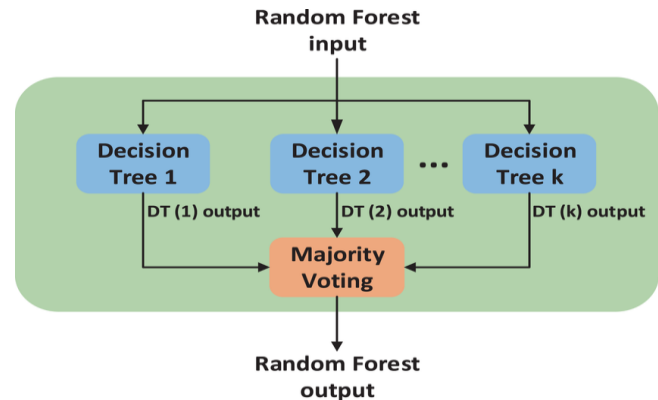 Random Forest
input
Decision
Tree 1
Decision
Tree 2
...
Decision
Tree k
DT (1) output
DT (2) output
DT (k) output
Majority
Voting
Random Forest
output